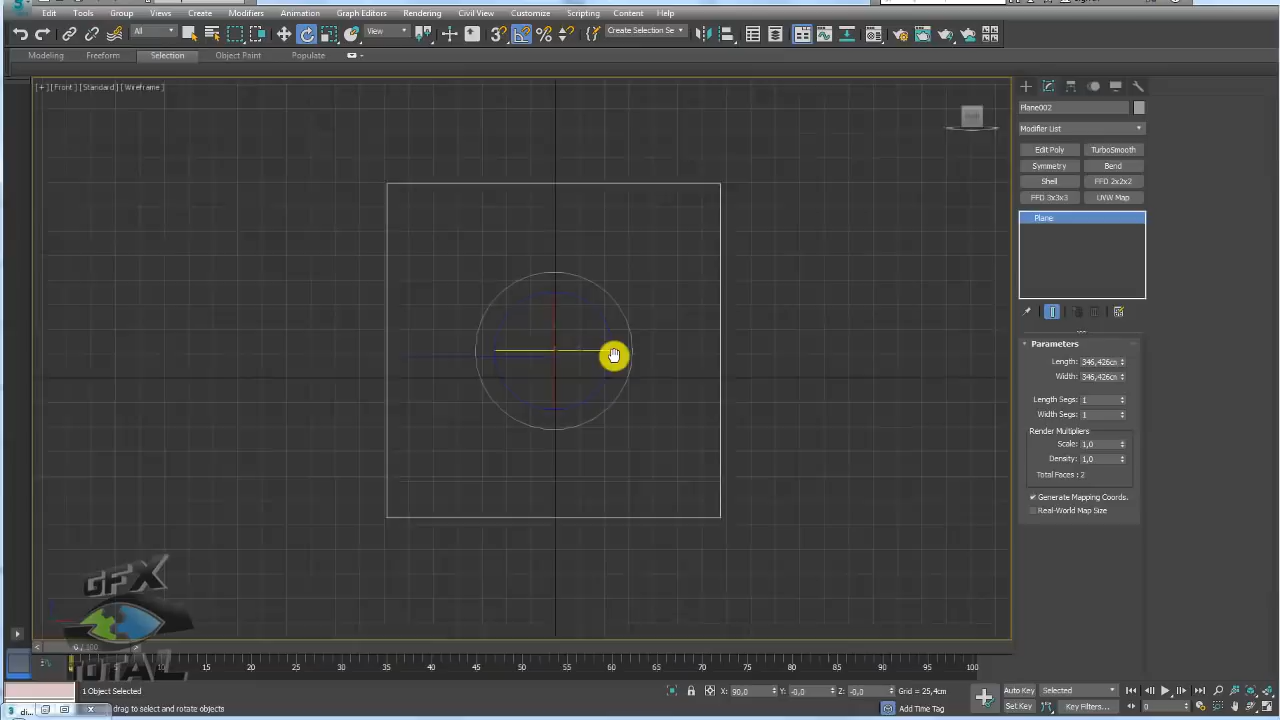 Edit Tools Group Views Create Modifiers Animation Graph Editors Rendering Civil View Customize Scripting Content Help
All View Create Selection Se
Modeling Freeform Selection Object Paint Populate
[+] [Front] [Standard] [Wireframe]
Plane002
Modifier List
Edit Poly TurboSmooth
Symmetry Bend
Shell FFD 2x2x2
FFD 3x3x3 UVW Map
Plane
Parameters
Length: 346,426cm
Width: 346,426cm
Length Segs: 1
Width Segs: 1
Render Multipliers
Scale: 1,0
Density: 1,0
Total Faces : 2
Generate Mapping Coords.
Real-World Map Size
GFX
TOTAL
0 / 100
15 20 25 30 35 40 45 50 55 60 65 70 75 80 85 90 95 100
1 Object Selected X: 90,0 Y: -0,0 Z: -0,0 Grid = 25,4cm Auto Key Selected
drag to select and rotate objects Add Time Tag Set Key Key Filters... 0